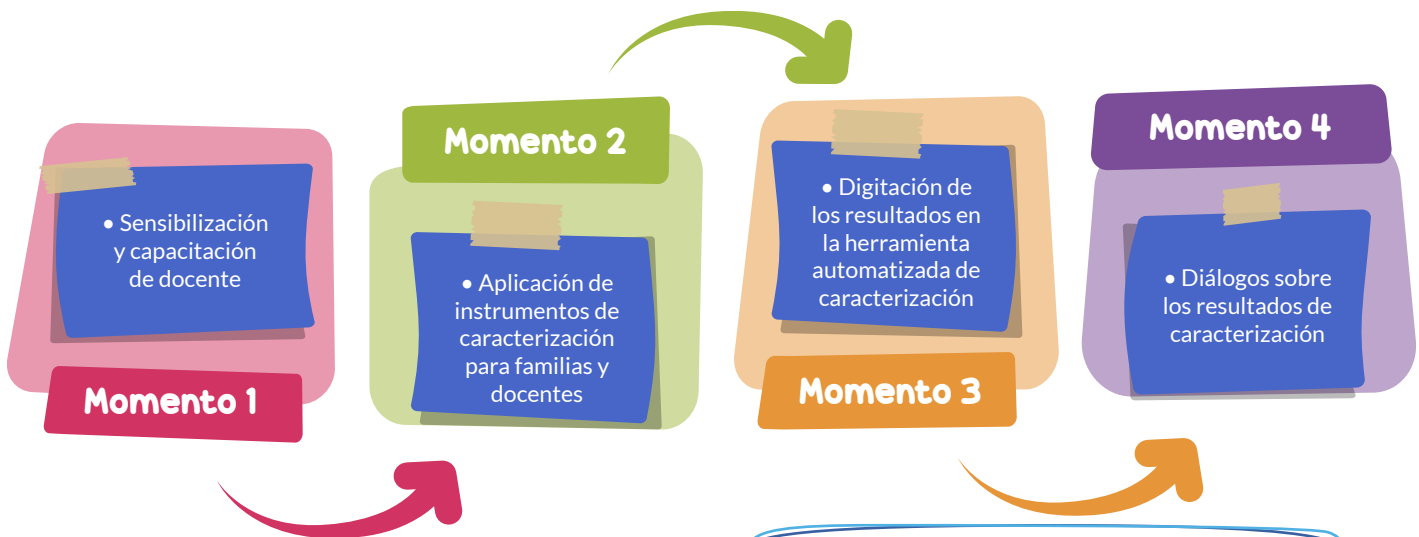 • Sensibilización
y capacitación
de docente
Momento 1
Momento 2
• Aplicación de
instrumentos de
caracterización
para familias y
docentes
• Digitación de
los resultados en
la herramienta
automatizada de
caracterización
Momento 3
Momento 4
• Diálogos sobre
los resultados de
caracterización